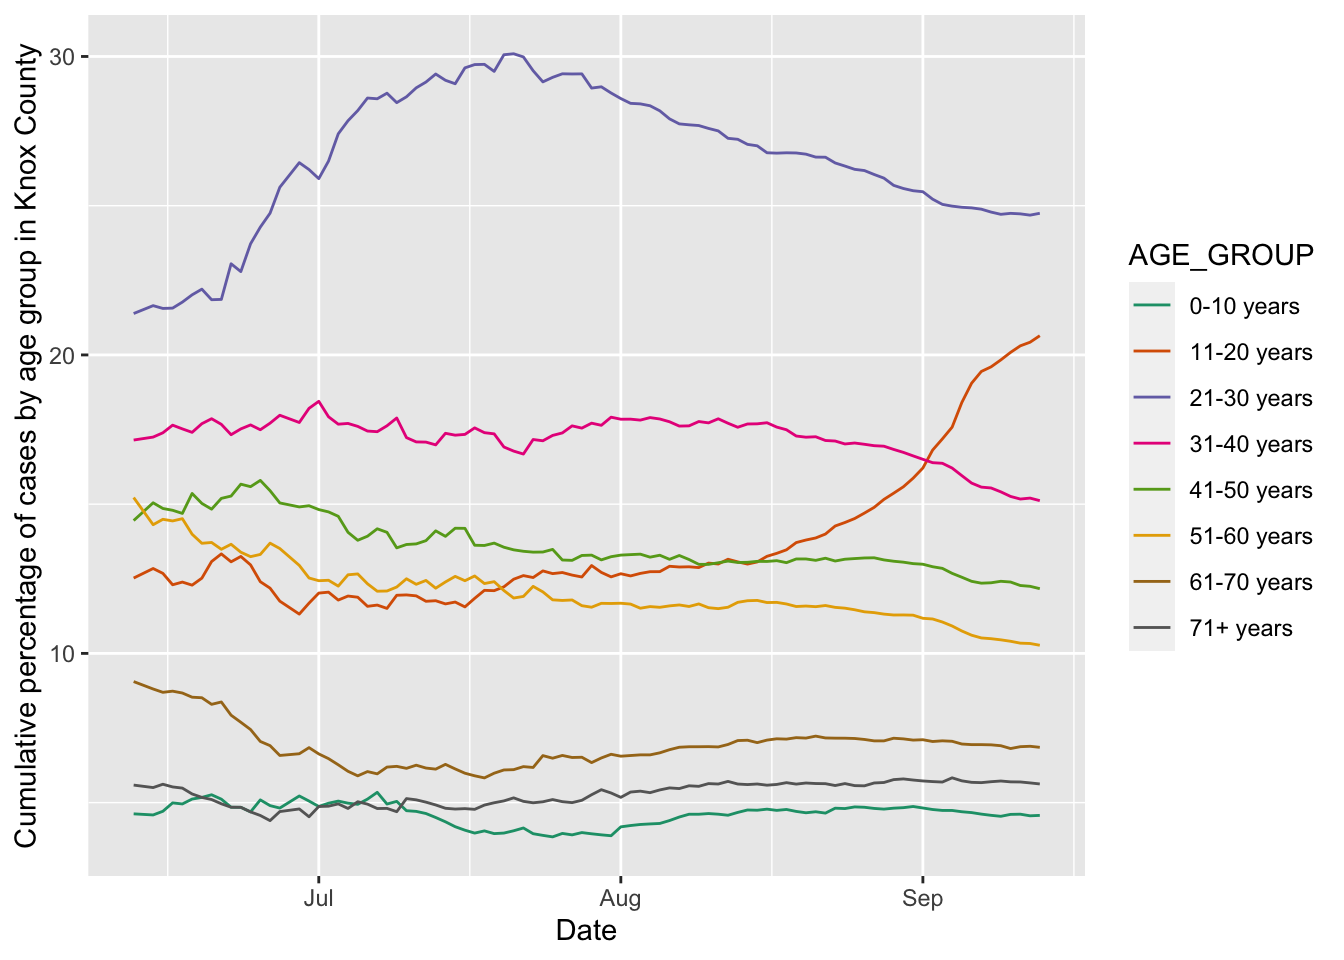 Cumulative percentage of cases by age group in Knox County
30
20
10
Jul
Aug
Sep
Date
AGE_GROUP
0-10 years
11-20 years
21-30 years
31-40 years
41-50 years
51-60 years
61-70 years
71+ years